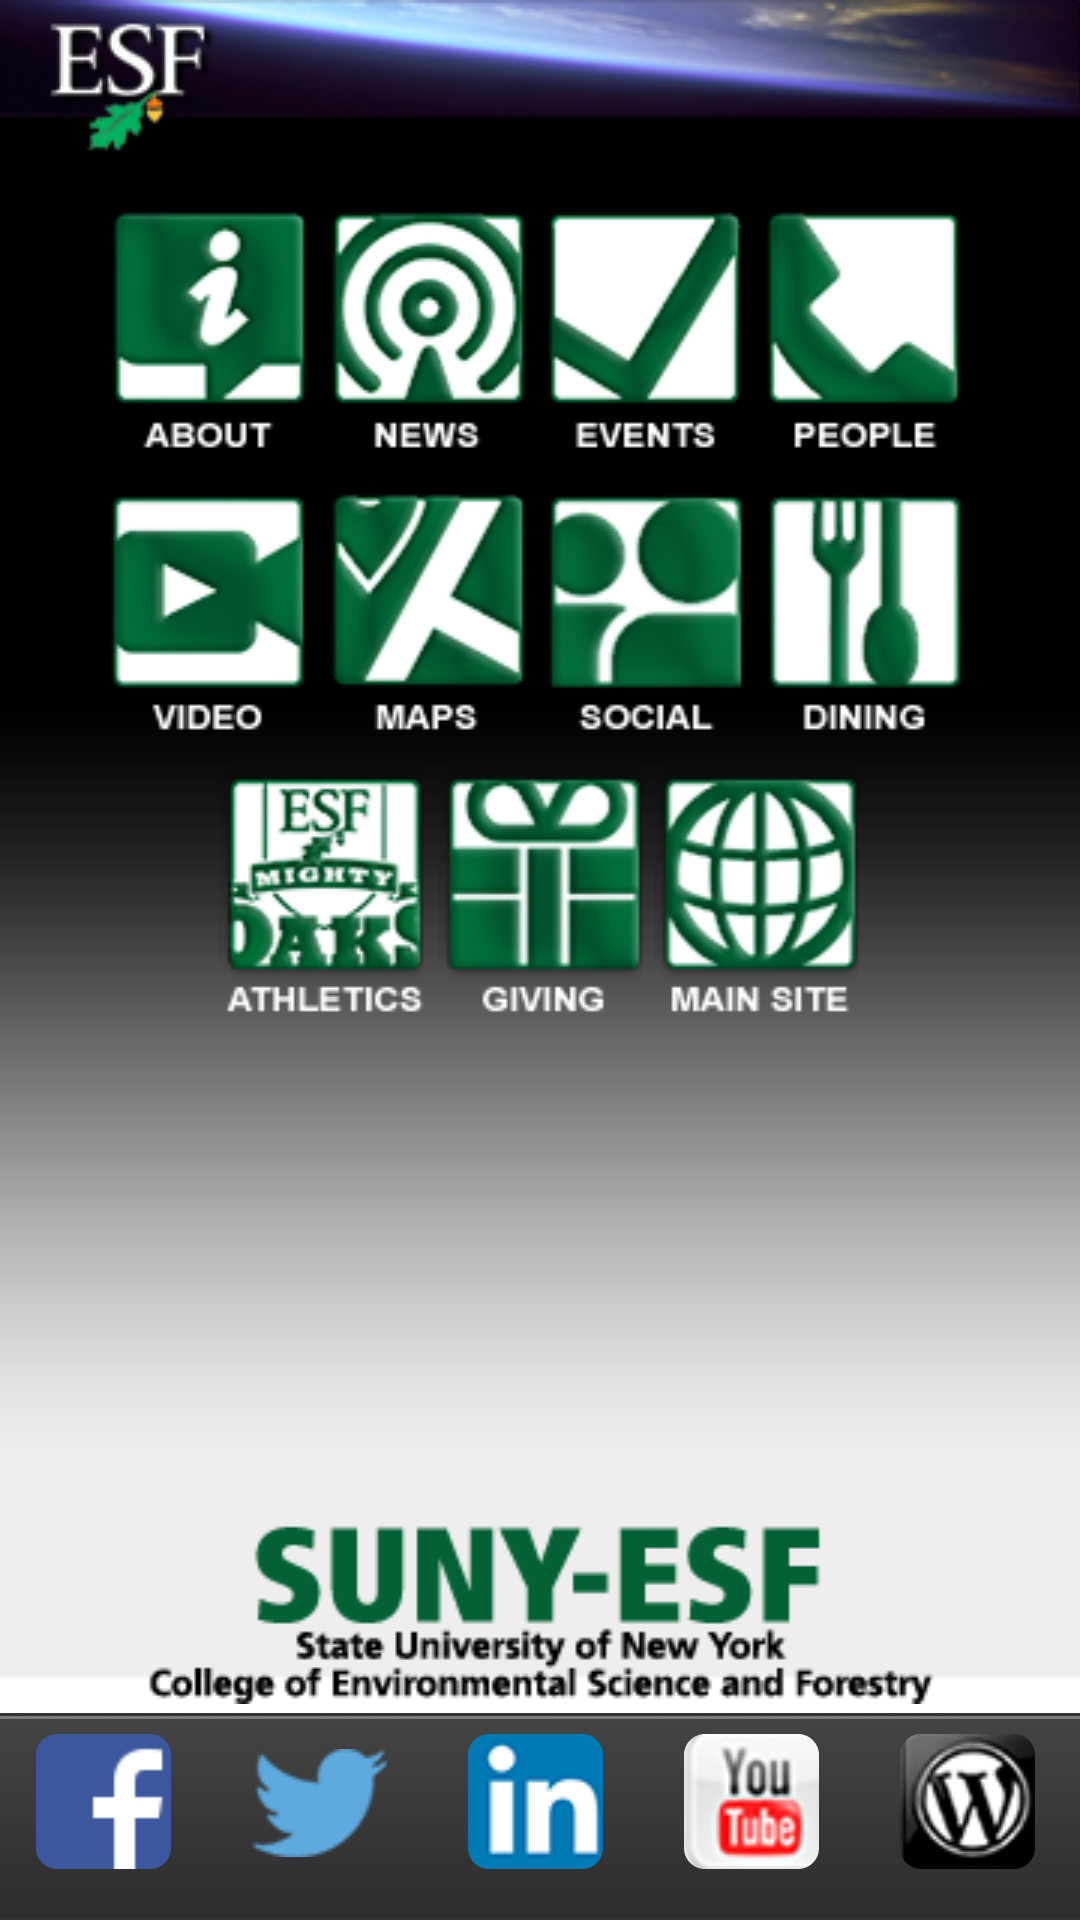 ESF
ABOUT NEWS EVENTS PEOPLE
VIDEO MAPS SOCIAL DINING
ESF
MIGHTY
OAKS
ATHLETICS GIVING MAIN SITE
SUNY-ESF
State University of New York
College of Environmental Science and Forestry
f in You Tube W